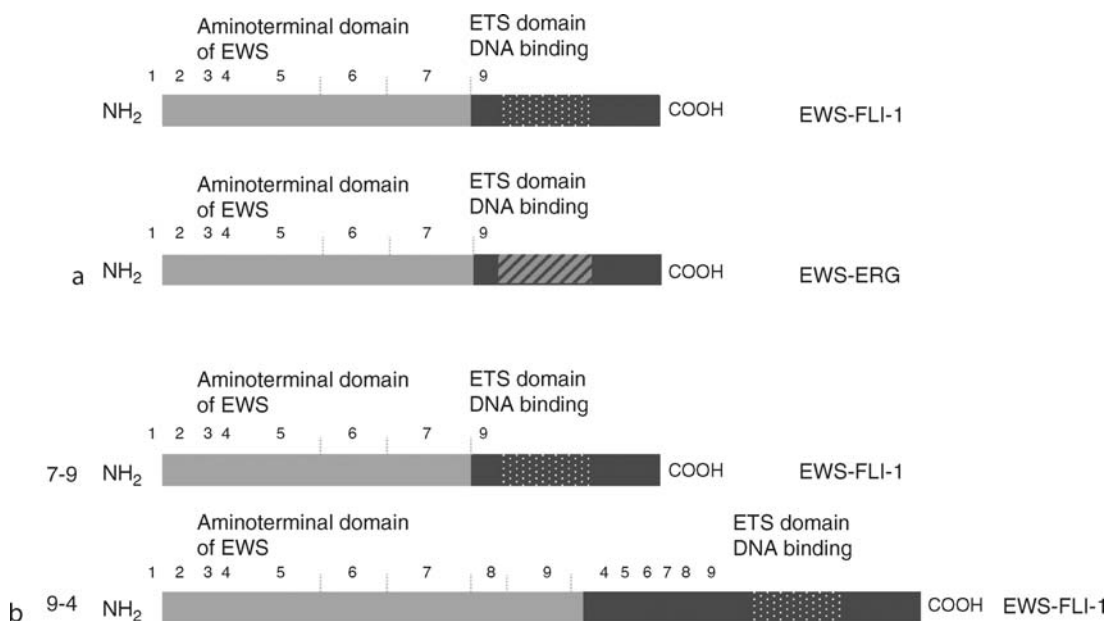 Aminoterminal domain ETS domain
of EWS DNA binding
1 2 3 4 5 6 7 9
NH2 COOH EWS-FLI-1
Aminoterminal domain ETS domain
of EWS DNA binding
1 2 3 4 5 6 7 9
a NH2 COOH EWS-ERG
Aminoterminal domain ETS domain
of EWS DNA binding
1 2 3 4 5 6 7 9
7-9 NH2 COOH EWS-FLI-1
Aminoterminal domain ETS domain
of EWS DNA binding
1 2 3 4 5 6 7 8 9 4 5 6 7 8 9
b 9-4 NH2 COOH EWS-FLI-1